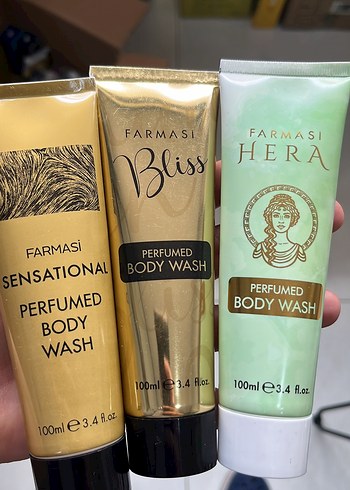 FARMASi
SENSATIONAL
PERFUMED
BODY
WASH
100ml ℮ 3.4 fl.oz.
FARMASi
Bliss
PERFUMED
BODY WASH
100ml ℮ 3.4 fl.oz.
FARMASi
HERA
PERFUMED
BODY WASH
100ml ℮ 3.4 fl.oz.